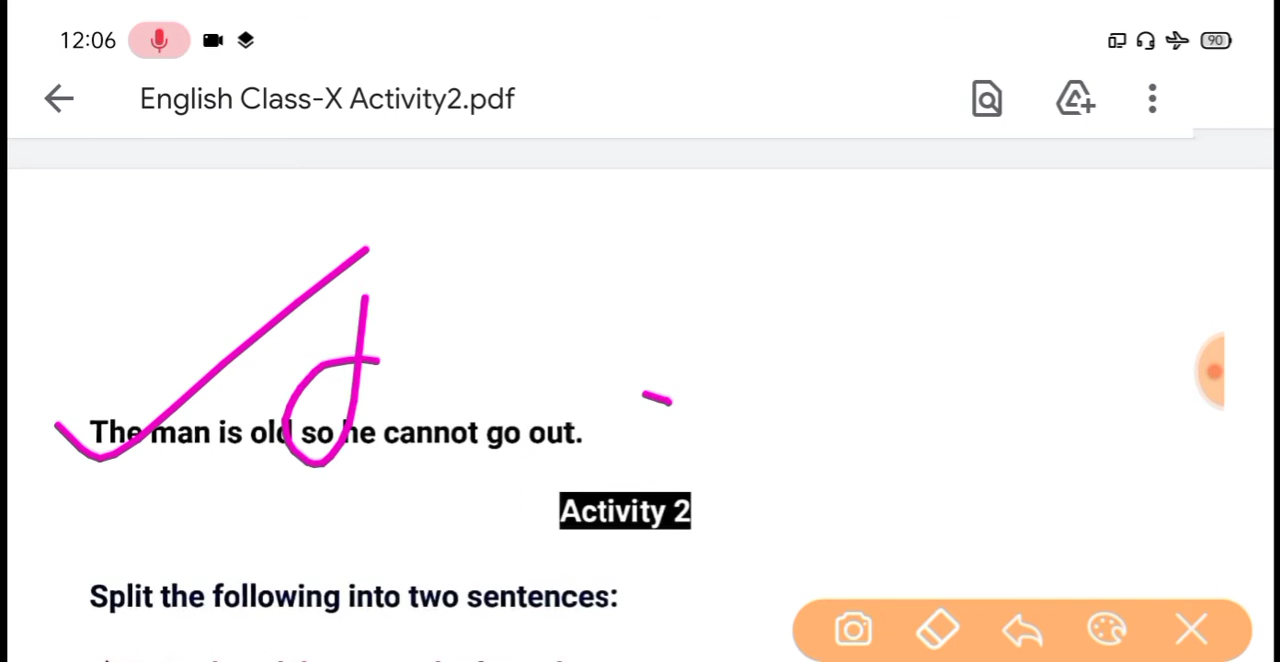 12:06 90
English Class-X Activity2.pdf
The man is old so he cannot go out.
Activity 2
Split the following into two sentences: